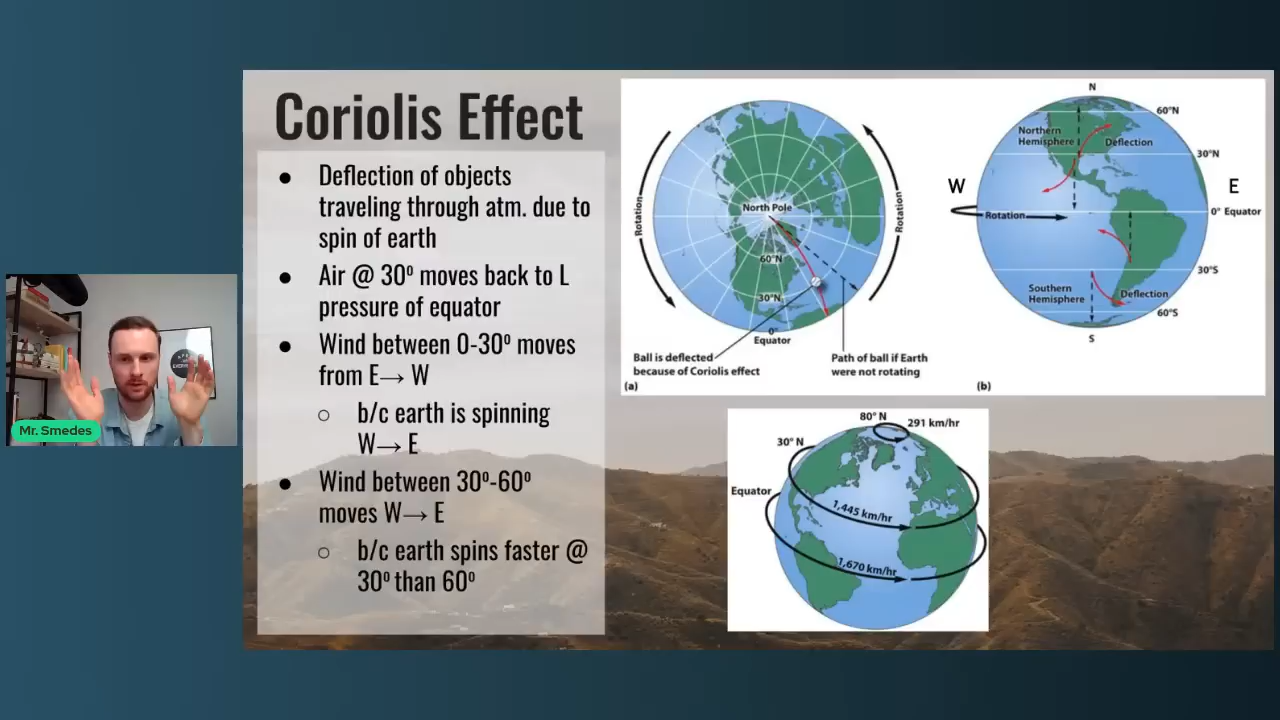 Coriolis Effect
● Deflection of objects
traveling through atm. due to
spin of earth
● Air @ 30º moves back to L
pressure of equator
● Wind between 0-30º moves
from E→ W
○ b/c earth is spinning
W→ E
● Wind between 30º-60º
moves W→ E
○ b/c earth spins faster @
30º than 60º
Mr. Smedes
Rotation
North Pole
Rotation
60°N
30°N
0°
Equator
Ball is deflected
because of Coriolis effect
Path of ball if Earth
were not rotating
(a)
N
60°N
Northern
Hemisphere
Deflection
30°N
W
E
Rotation
0° Equator
30°S
Southern
Hemisphere
Deflection
60°S
S
(b)
80° N
291 km/hr
30° N
Equator
1,445 km/hr
1,670 km/hr